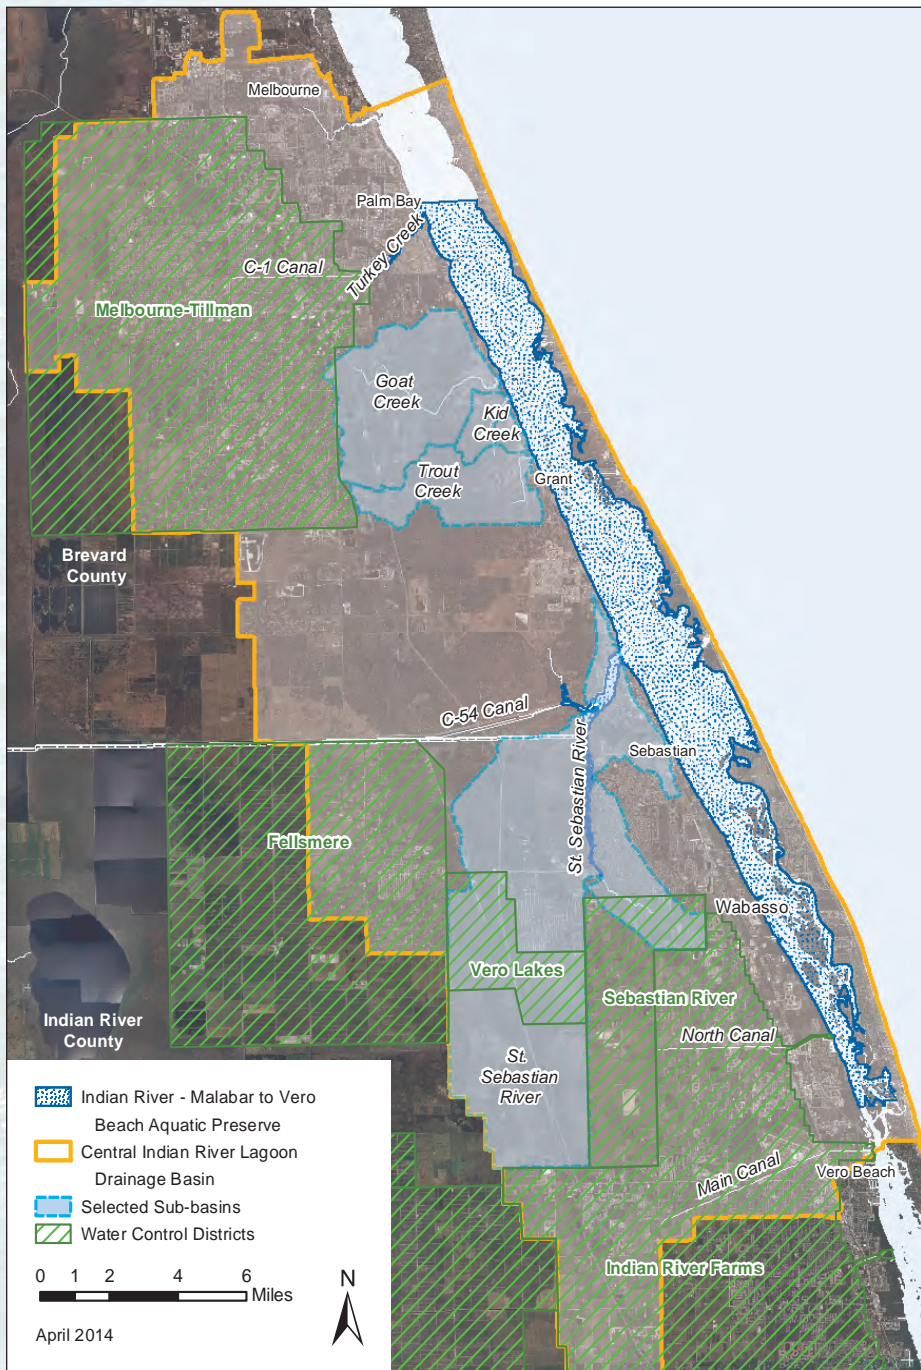 Melbourne
Palm Bay
Turkey Creek
C-1 Canal
Melbourne-Tillman
Goat
Creek
Kid
Creek
Trout
Creek
Grant
Brevard
County
C-54 Canal
St. Sebastian River
Sebastian
Fellsmere
Wabasso
Vero Lakes
Sebastian River
Indian River
County
North Canal
St.
Sebastian
River
Main Canal
Vero Beach
Indian River Farms
Indian River - Malabar to Vero
Beach Aquatic Preserve
Central Indian River Lagoon
Drainage Basin
Selected Sub-basins
Water Control Districts
0 1 2 4 6
Miles
N
April 2014